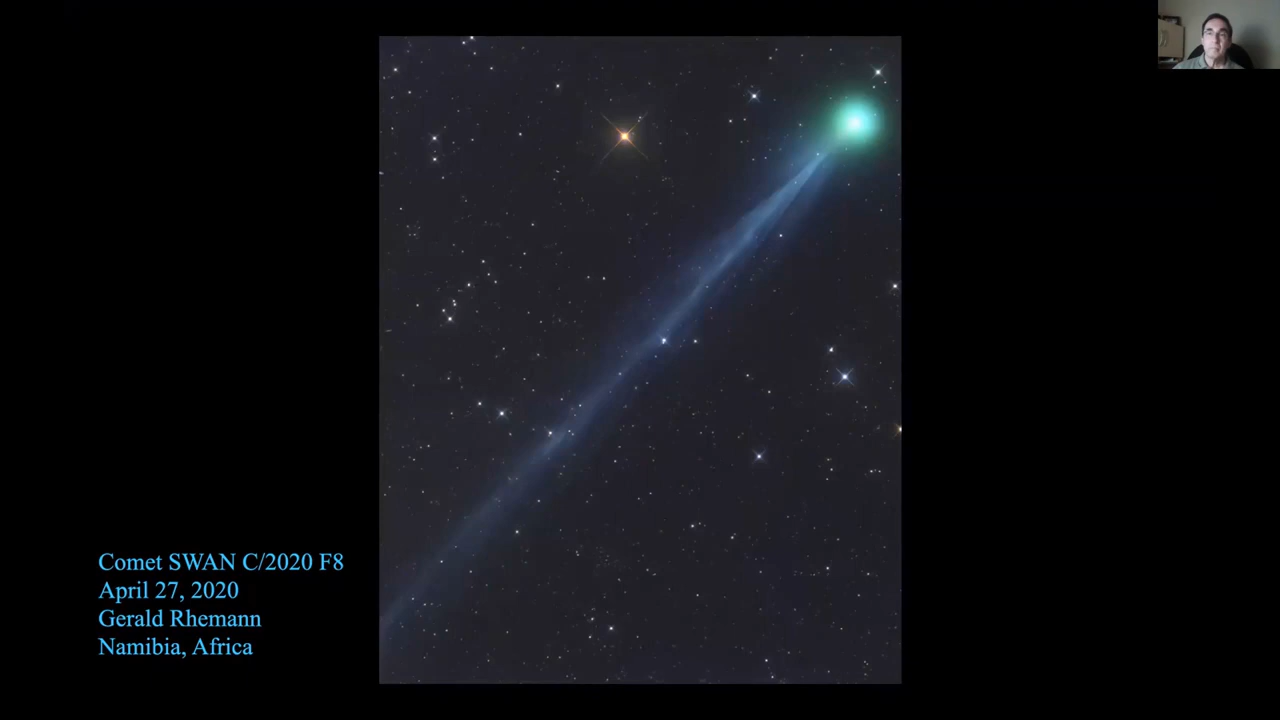 Comet SWAN C/2020 F8
April 27, 2020
Gerald Rhemann
Namibia, Africa